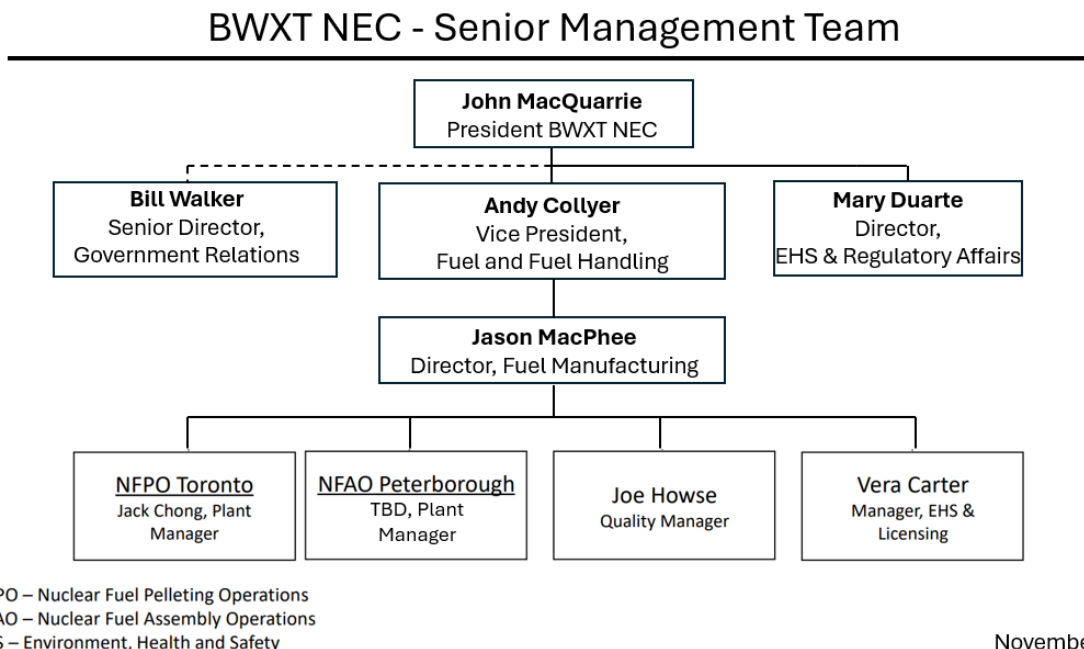 BWXT NEC - Senior Management Team
John MacQuarrie
President BWXT NEC
Bill Walker
Senior Director,
Government Relations
Andy Collyer
Vice President,
Fuel and Fuel Handling
Mary Duarte
Director,
EHS & Regulatory Affairs
Jason MacPhee
Director, Fuel Manufacturing
NFPO Toronto
Jack Chong, Plant
Manager
NFAO Peterborough
TBD, Plant
Manager
Joe Howse
Quality Manager
Vera Carter
Manager, EHS &
Licensing
PO – Nuclear Fuel Pelleting Operations
AO – Nuclear Fuel Assembly Operations
S – Environment, Health and Safety
Novembe